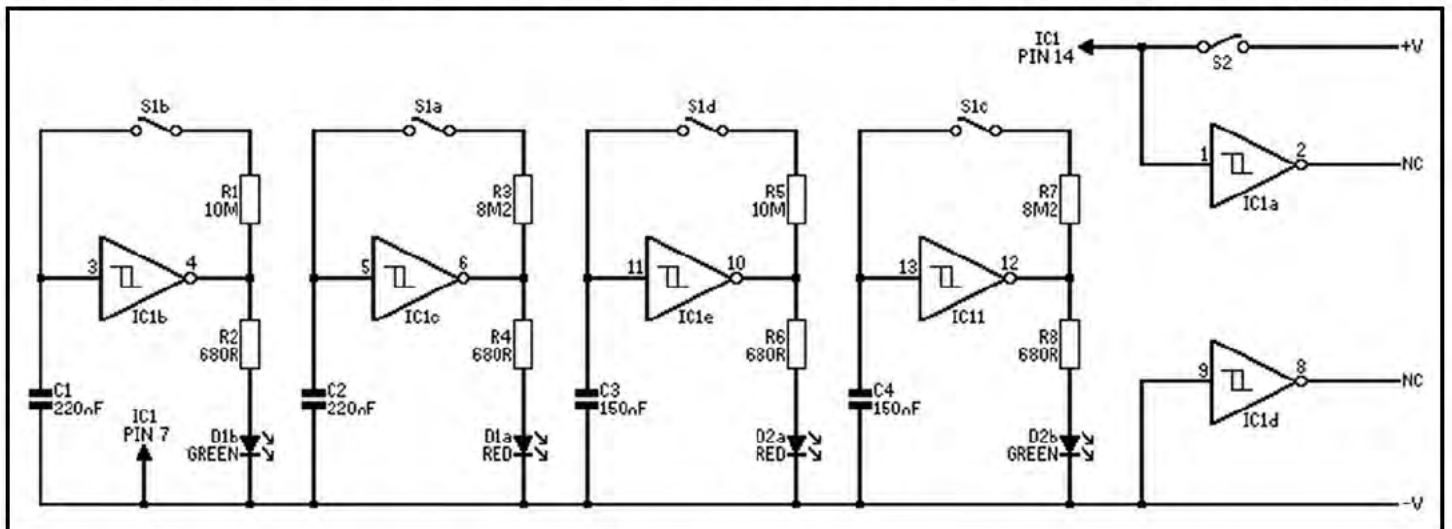 IC1
PIN 14
S2
+V
S1b
S1a
S1d
S1c
1
2
NC
IC1a
R1
10M
R3
8M2
R5
10M
R7
8M2
3
4
IC1b
5
6
IC1c
11
10
IC1e
13
12
IC11
R2
680R
R4
680R
R6
680R
R8
680R
9
8
NC
IC1d
C1
220nF
C2
220nF
C3
150nF
C4
150nF
IC1
PIN 7
D1b
GREEN
D1a
RED
D2a
RED
D2b
GREEN
-V